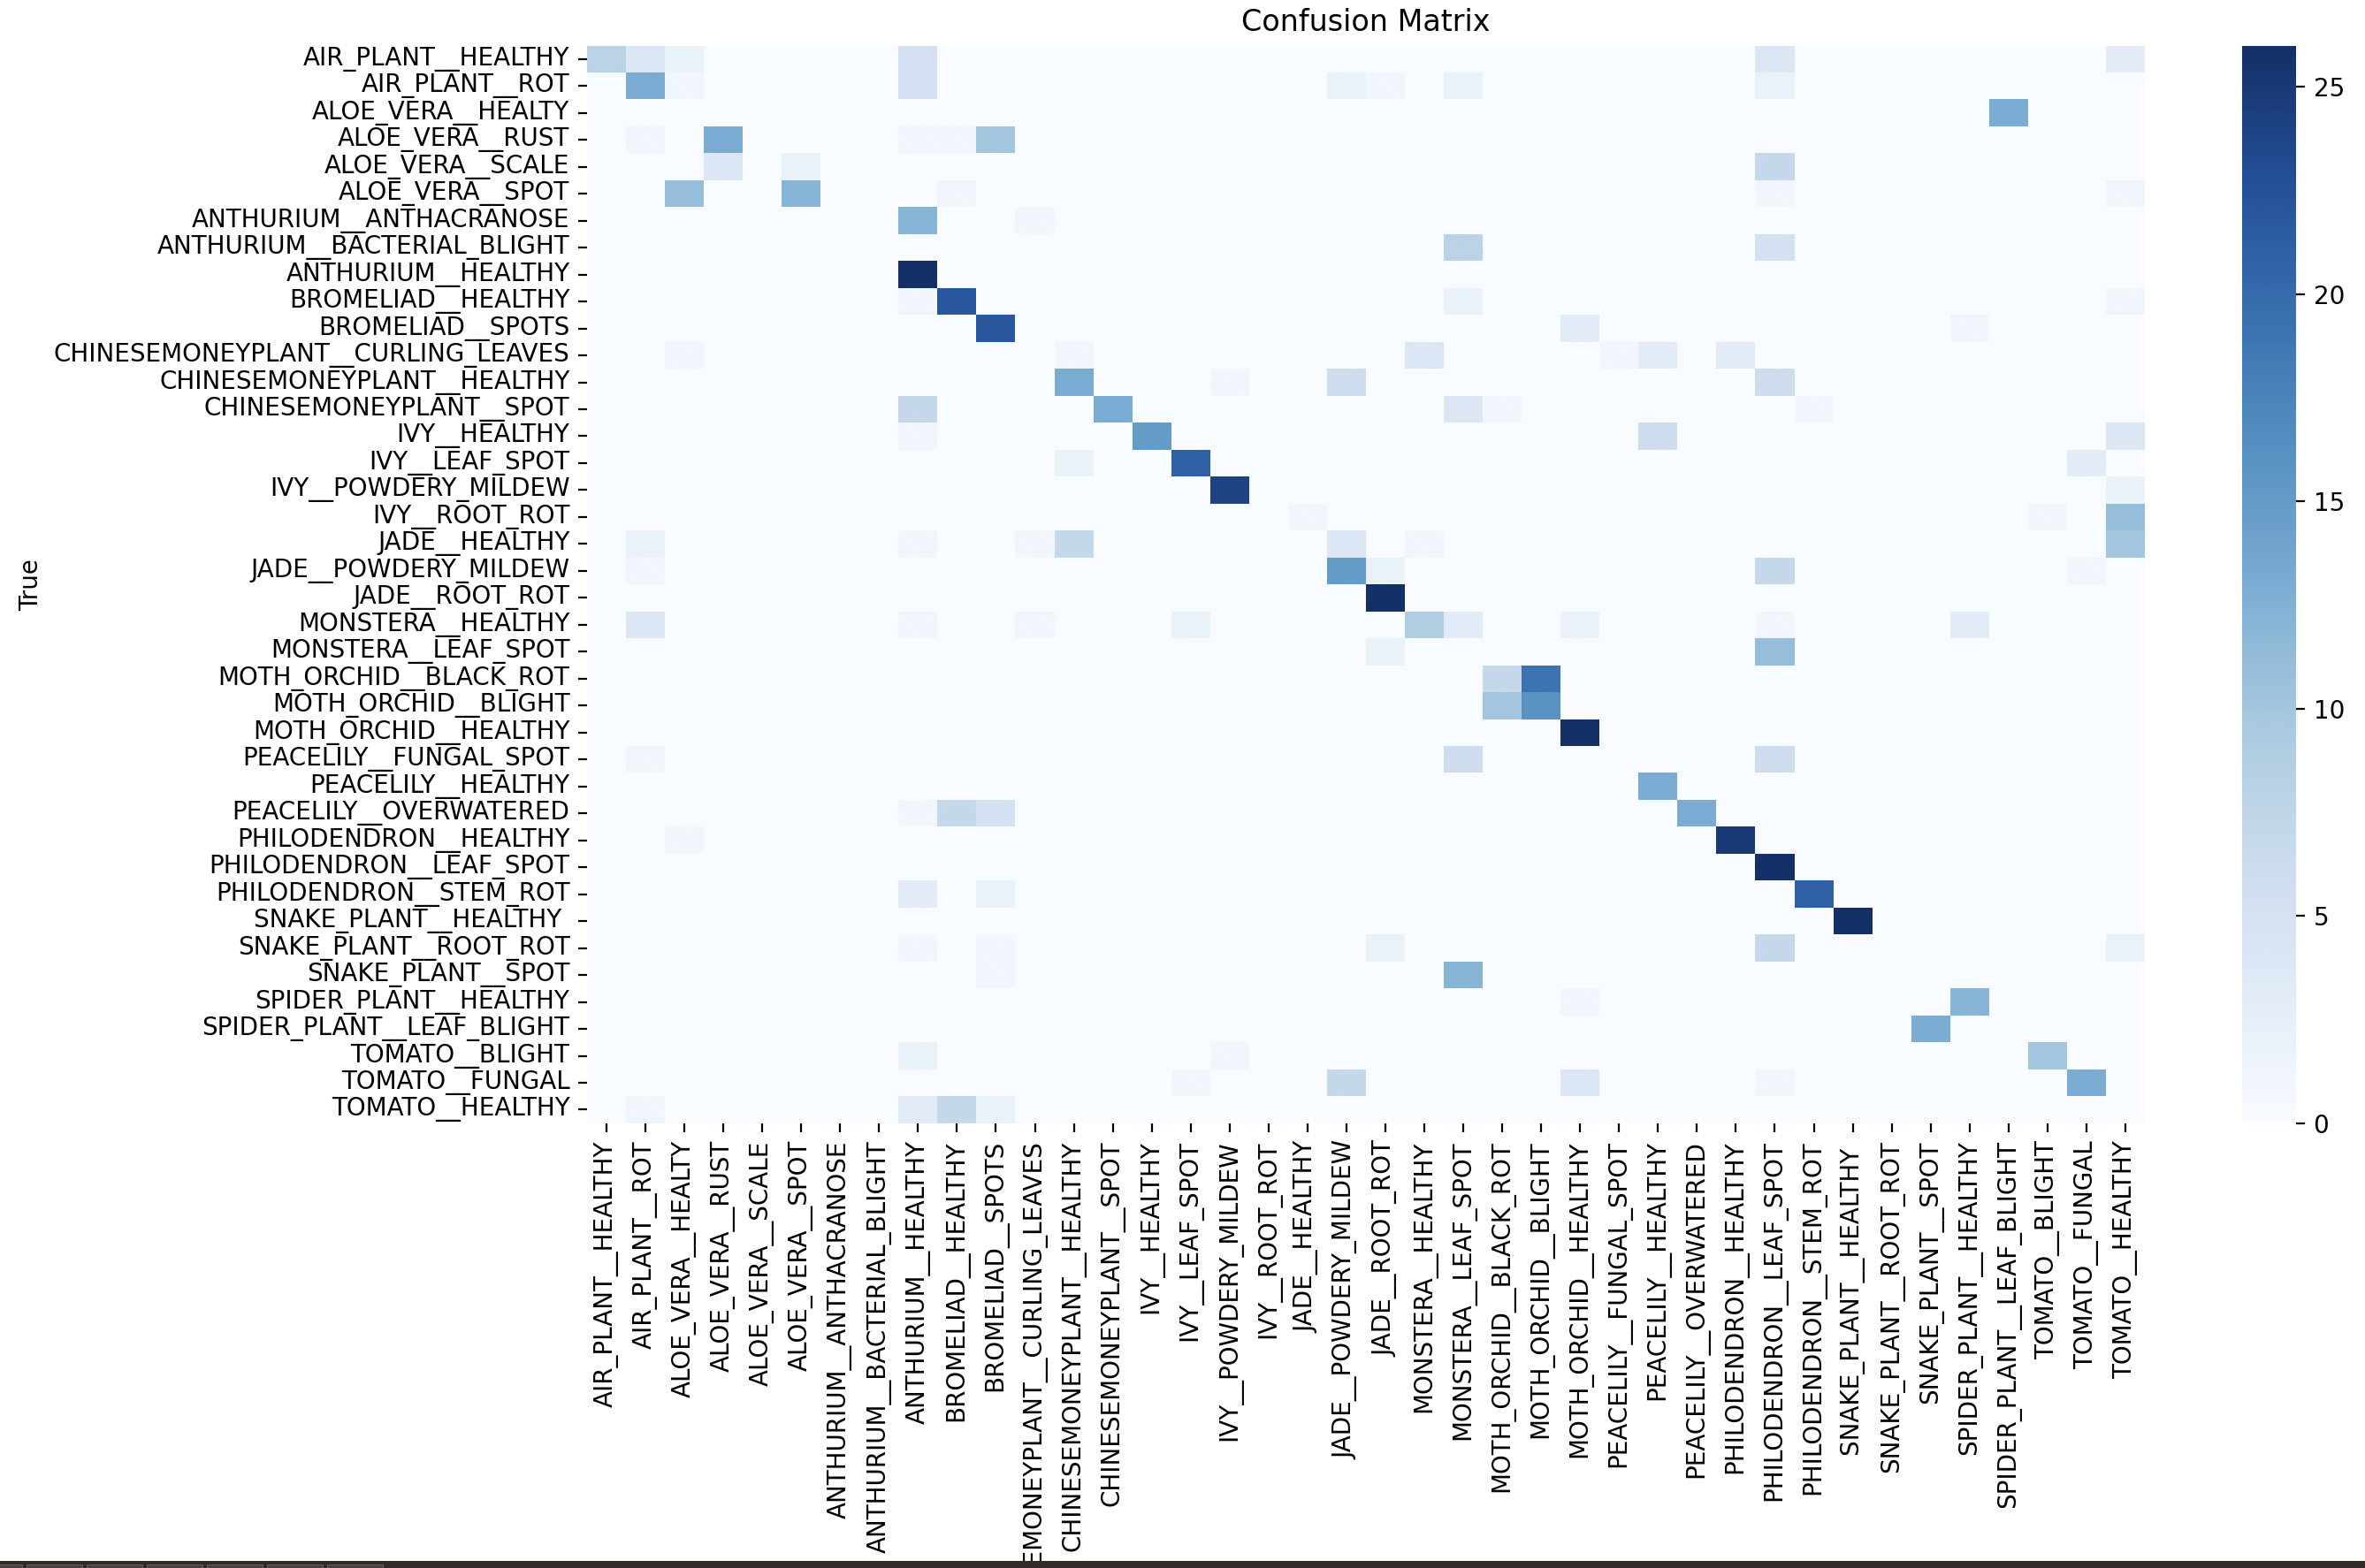 Confusion Matrix
True
AIR_PLANT__HEALTHY
AIR_PLANT__ROT
ALOE_VERA__HEALTY
ALOE_VERA__RUST
ALOE_VERA__SCALE
ALOE_VERA__SPOT
ANTHURIUM__ANTHACRANOSE
ANTHURIUM__BACTERIAL_BLIGHT
ANTHURIUM__HEALTHY
BROMELIAD__HEALTHY
BROMELIAD__SPOTS
CHINESEMONEYPLANT__CURLING_LEAVES
CHINESEMONEYPLANT__HEALTHY
CHINESEMONEYPLANT__SPOT
IVY__HEALTHY
IVY__LEAF_SPOT
IVY__POWDERY_MILDEW
IVY__ROOT_ROT
JADE__HEALTHY
JADE__POWDERY_MILDEW
JADE__ROOT_ROT
MONSTERA__HEALTHY
MONSTERA__LEAF_SPOT
MOTH_ORCHID__BLACK_ROT
MOTH_ORCHID__BLIGHT
MOTH_ORCHID__HEALTHY
PEACELILY__FUNGAL_SPOT
PEACELILY__HEALTHY
PEACELILY__OVERWATERED
PHILODENDRON__HEALTHY
PHILODENDRON__LEAF_SPOT
PHILODENDRON__STEM_ROT
SNAKE_PLANT__HEALTHY
SNAKE_PLANT__ROOT_ROT
SNAKE_PLANT__SPOT
SPIDER_PLANT__HEALTHY
SPIDER_PLANT__LEAF_BLIGHT
TOMATO__BLIGHT
TOMATO__FUNGAL
TOMATO__HEALTHY
AIR_PLANT__HEALTHY
AIR_PLANT__ROT
ALOE_VERA__HEALTY
ALOE_VERA__RUST
ALOE_VERA__SCALE
ALOE_VERA__SPOT
ANTHURIUM__ANTHACRANOSE
ANTHURIUM__BACTERIAL_BLIGHT
ANTHURIUM__HEALTHY
BROMELIAD__HEALTHY
BROMELIAD__SPOTS
EMONEYPLANT__CURLING_LEAVES
CHINESEMONEYPLANT__HEALTHY
CHINESEMONEYPLANT__SPOT
IVY__HEALTHY
IVY__LEAF_SPOT
IVY__POWDERY_MILDEW
IVY__ROOT_ROT
JADE__HEALTHY
JADE__POWDERY_MILDEW
JADE__ROOT_ROT
MONSTERA__HEALTHY
MONSTERA__LEAF_SPOT
MOTH_ORCHID__BLACK_ROT
MOTH_ORCHID__BLIGHT
MOTH_ORCHID__HEALTHY
PEACELILY__FUNGAL_SPOT
PEACELILY__HEALTHY
PEACELILY__OVERWATERED
PHILODENDRON__HEALTHY
PHILODENDRON__LEAF_SPOT
PHILODENDRON__STEM_ROT
SNAKE_PLANT__HEALTHY
SNAKE_PLANT__ROOT_ROT
SNAKE_PLANT__SPOT
SPIDER_PLANT__HEALTHY
SPIDER_PLANT__LEAF_BLIGHT
TOMATO__BLIGHT
TOMATO__FUNGAL
TOMATO__HEALTHY
25
20
15
10
5
0